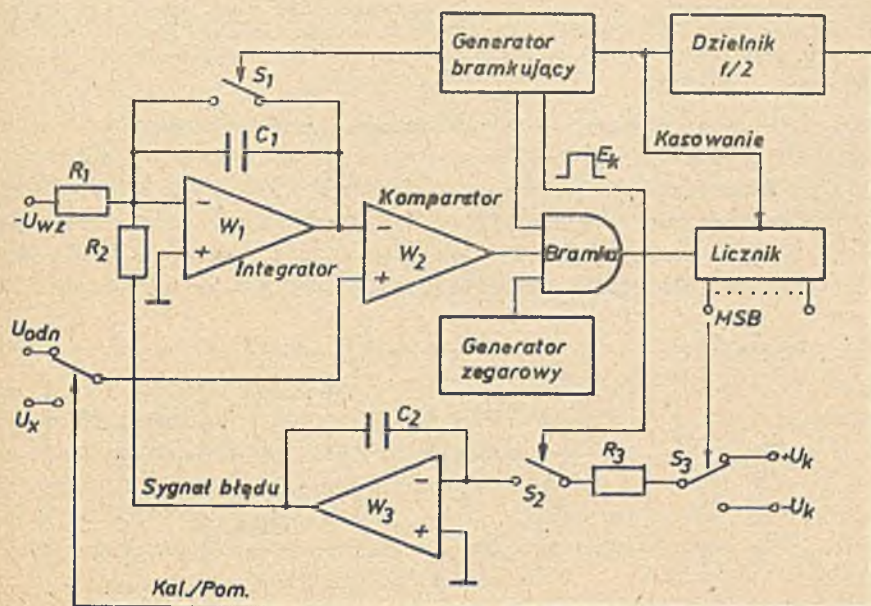 Generator
bramkujący
Dzielnik
f/2
S1
Kasowanie
C1
Ek
R1
Komparator
-Uwz
W1
R2
Integrator
W2
Bramka
Licznik
MSB
Uodn
Generator
zegarowy
Ux
C2
R3
S3
+Uk
S2
Sygnał błędu
W3
-Uk
Kal./Pom.
- + - + - +